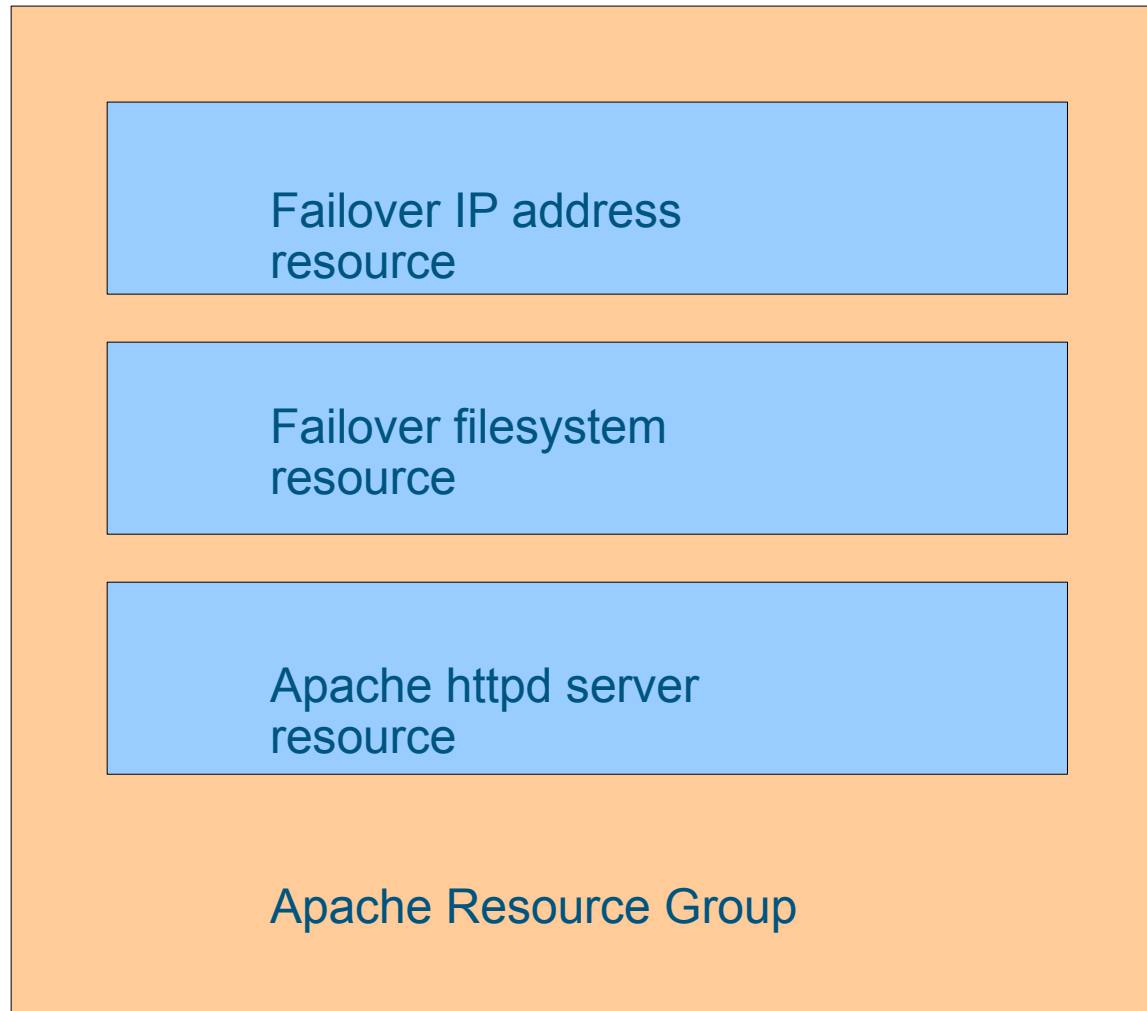 Failover IP address
resource
Failover filesystem
resource
Apache httpd server
resource
Apache Resource Group